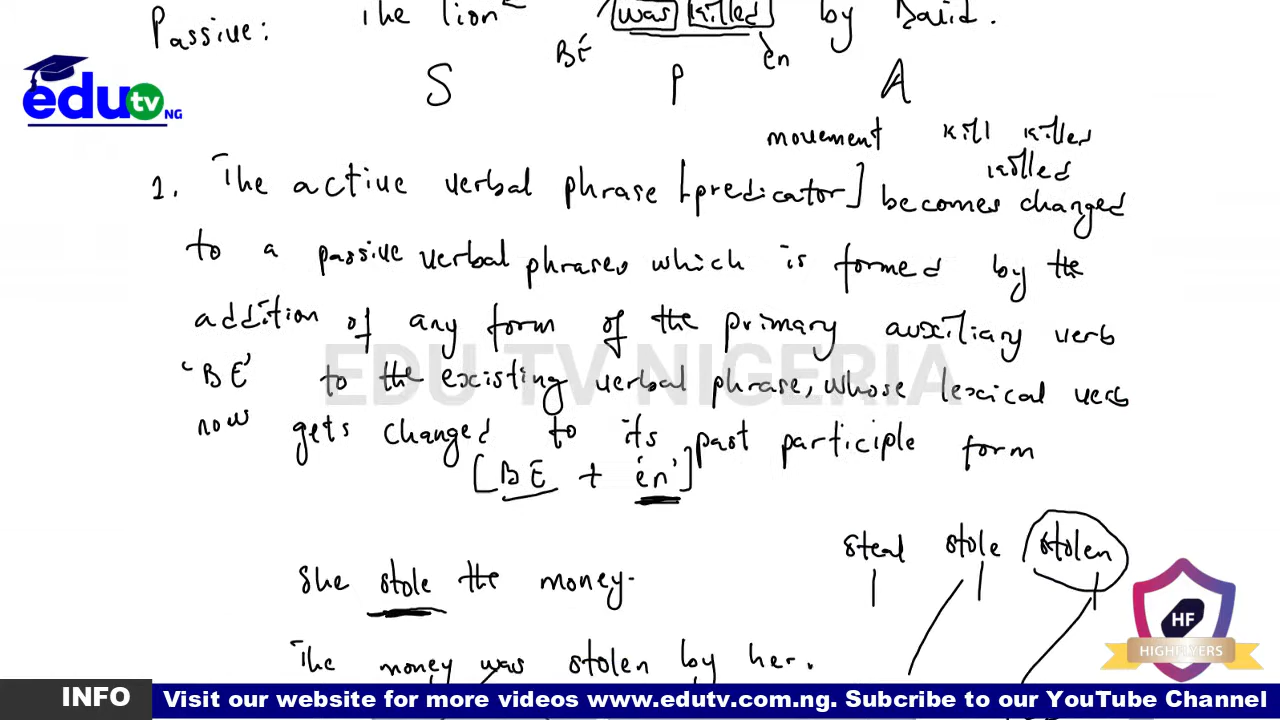 Passive: The lion was killed by David.
BE en
S P A
movement kill killed
killed
1. The active verbal phrase [predicator] becomes changed
to a passive verbal phrase, which is formed by the
addition of any form of the primary auxiliary verb
'BE' to the existing verbal phrase, whose lexical verb
now gets changed to its past participle form
[BE + 'en']
steal stole stolen
She stole the money.
The money was stolen by her.
edu tv NG
EDU TV NIGERIA
HF
HIGHFLYERS
INFO Visit our website for more videos www.edutv.com.ng. Subcribe to our YouTube Channel